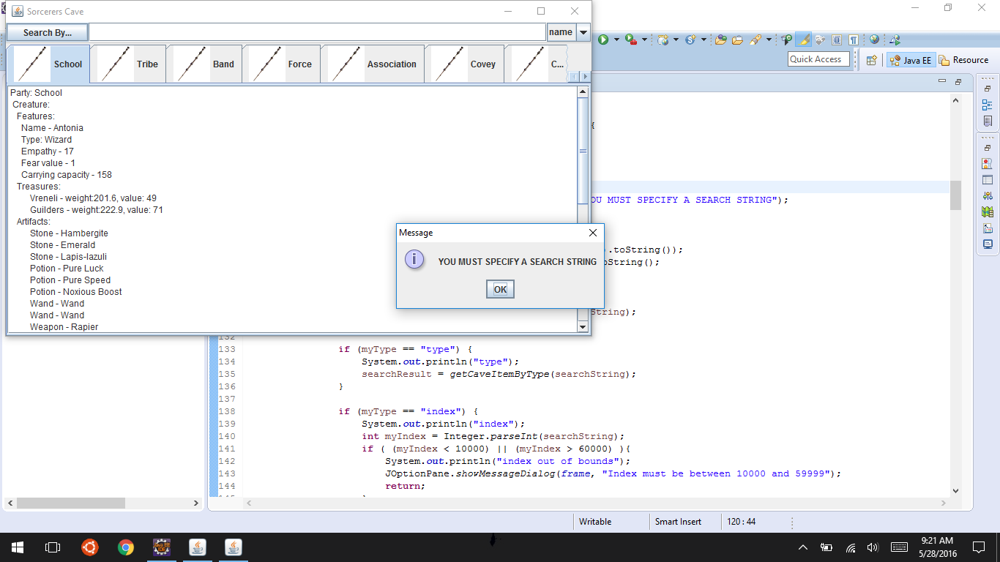 Sorcerers Cave
Search By...
name
School Tribe Band Force Association Covey C...
Party: School
Creature:
Features:
Name - Antonia
Type: Wizard
Empathy - 17
Fear value - 1
Carrying capacity - 158
Treasures:
Vreneli - weight:201.6, value: 49
Guilders - weight:222.9, value: 71
Artifacts:
Stone - Hambergite
Stone - Emerald
Stone - Lapis-lazuli
Potion - Pure Luck
Potion - Pure Speed
Potion - Noxious Boost
Wand - Wand
Wand - Wand
Weapon - Rapier
Message
YOU MUST SPECIFY A SEARCH STRING
OK
Quick Access
Java EE
Resource
{
OU MUST SPECIFY A SEARCH STRING");
).toString());
oString();
String);
132
133 if (myType == "type") {
134 System.out.println("type");
135 searchResult = getCaveItemByType(searchString);
136 }
137
138 if (myType == "index") {
139 System.out.println("index");
140 int myIndex = Integer.parseInt(searchString);
141 if ( (myIndex < 10000) || (myIndex > 60000) ){
142 System.out.println("index out of bounds");
143 JOptionPane.showMessageDialog(frame, "Index must be between 10000 and 59999");
144 return;
Writable
Smart Insert
120 : 44
9:21 AM
5/28/2016